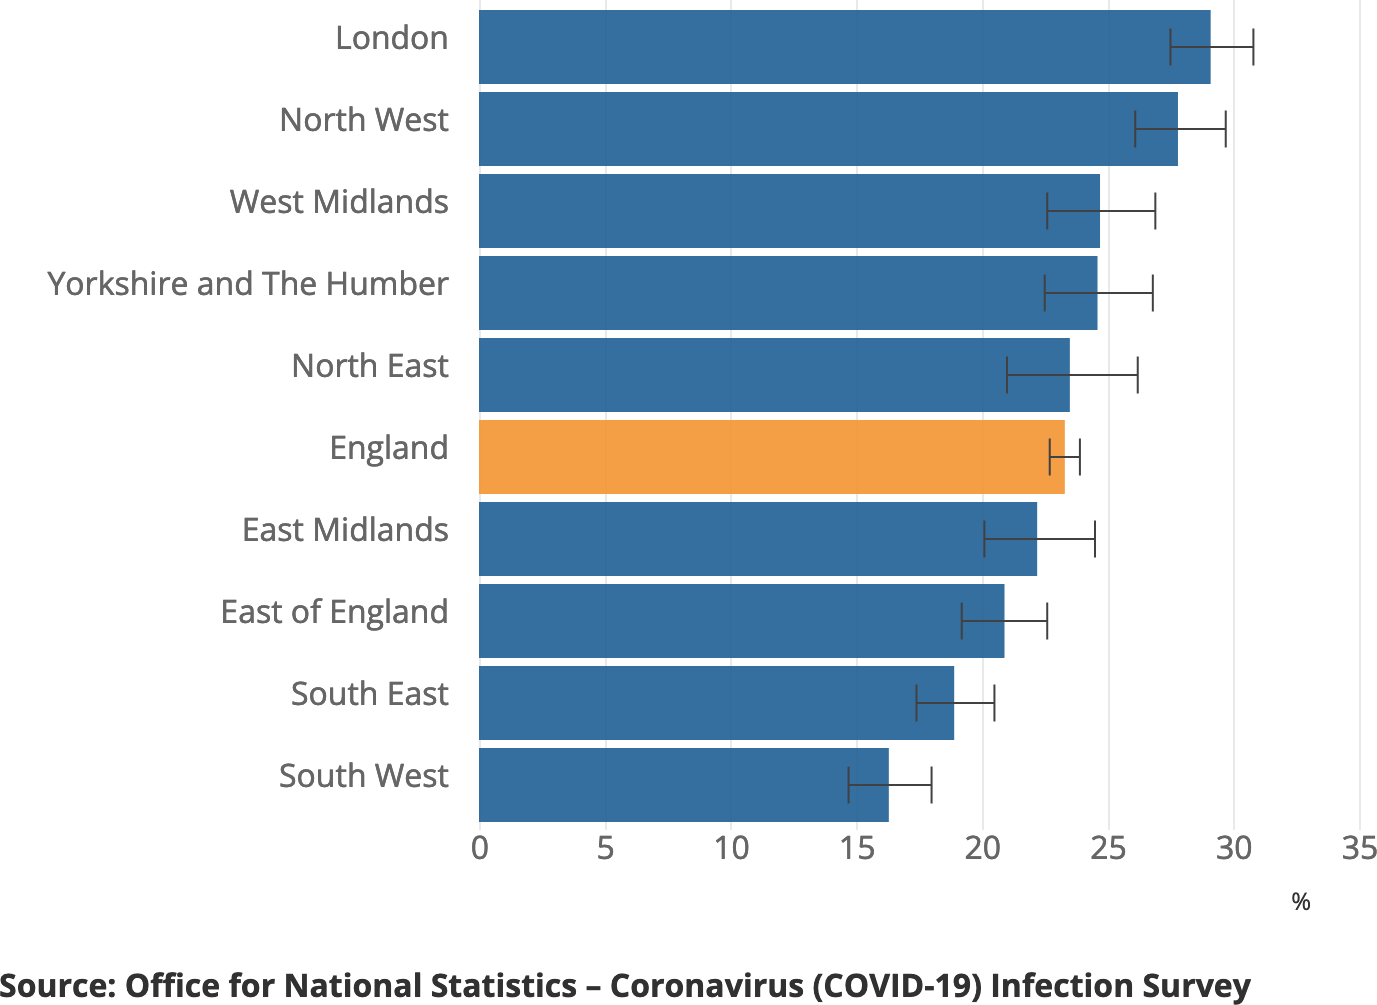 London
North West
West Midlands
Yorkshire and The Humber
North East
England
East Midlands
East of England
South East
South West
0 5 10 15 20 25 30 35
%
Source: Office for National Statistics – Coronavirus (COVID-19) Infection Survey